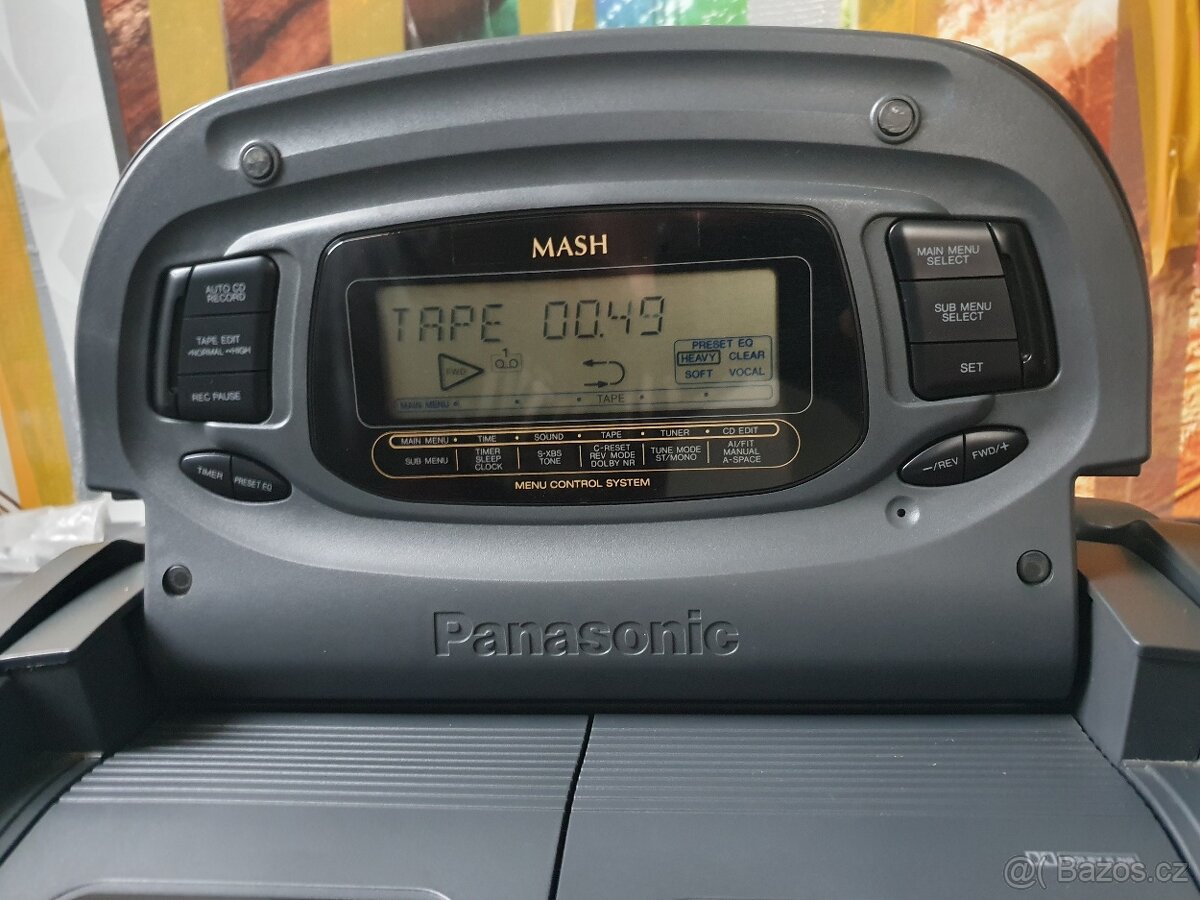 MASH
AUTO CD
RECORD
TAPE EDIT
•NORMAL ••HIGH
REC PAUSE
TIMER
PRESET EQ
TAPE 00.49
FWD
1
PRESET EQ
HEAVY CLEAR
SOFT VOCAL
MAIN MENU • • • TAPE • •
MAIN MENU • TIME • SOUND • TAPE • TUNER • CD EDIT
SUB MENU
TIMER
SLEEP
CLOCK
S-XBS
TONE
C-RESET
REV MODE
DOLBY NR
TUNE MODE
ST/MONO
AI/FIT
MANUAL
A-SPACE
MENU CONTROL SYSTEM
MAIN MENU
SELECT
SUB MENU
SELECT
SET
−/REV
FWD/+
Panasonic
Bazos.cz